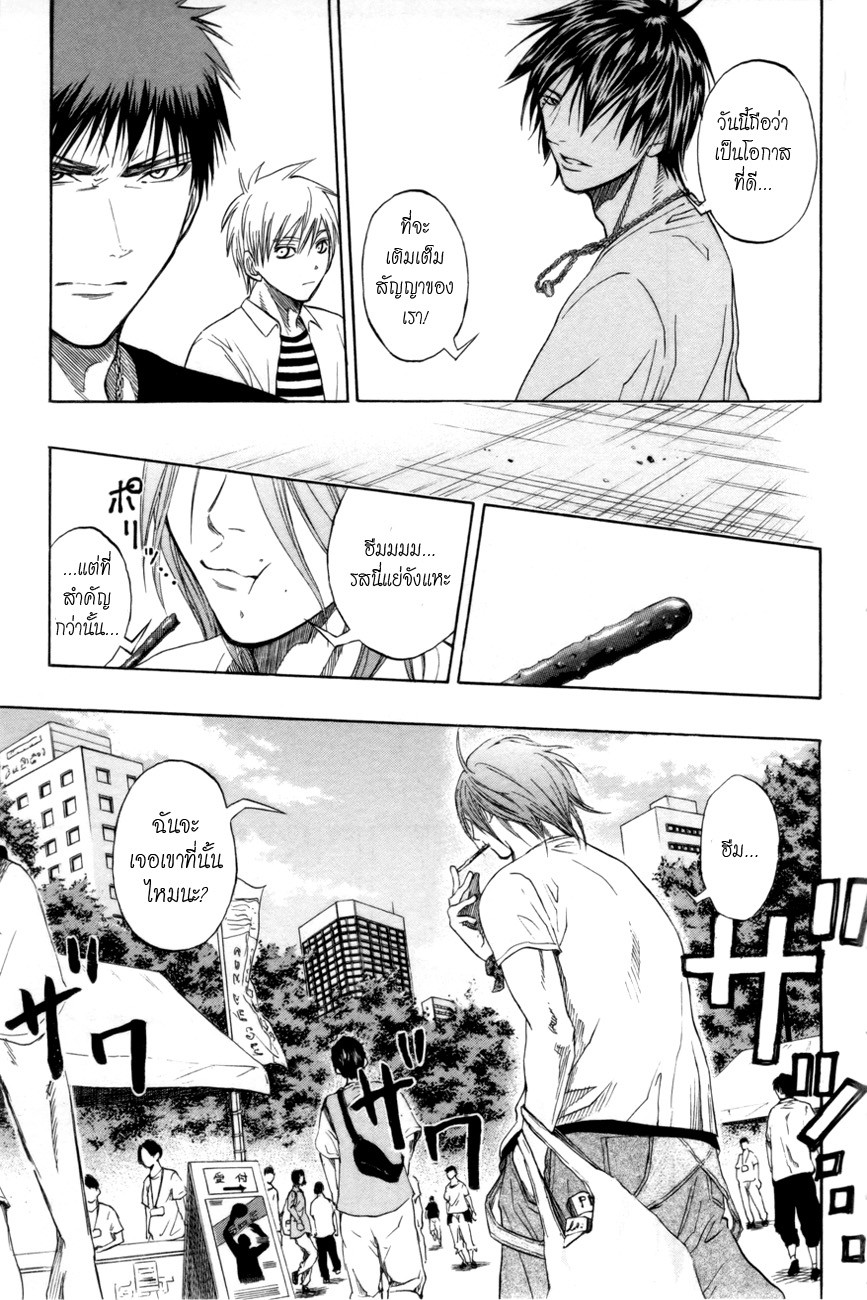 วันนี้ถือว่า
เป็นโอกาส
ที่ดี...
ที่จะ
เติมเต็ม
สัญญาของ
เรา!
ฮืมมมม...
รสนี่แย่จังแหะ
ポリッ
...แต่ที่
สำคัญ
กว่านั้น...
ฮืม...
ฉันจะ
เจอเขาที่นั้น
ไหมนะ?
ザワ
ザワ
ザワ
受付